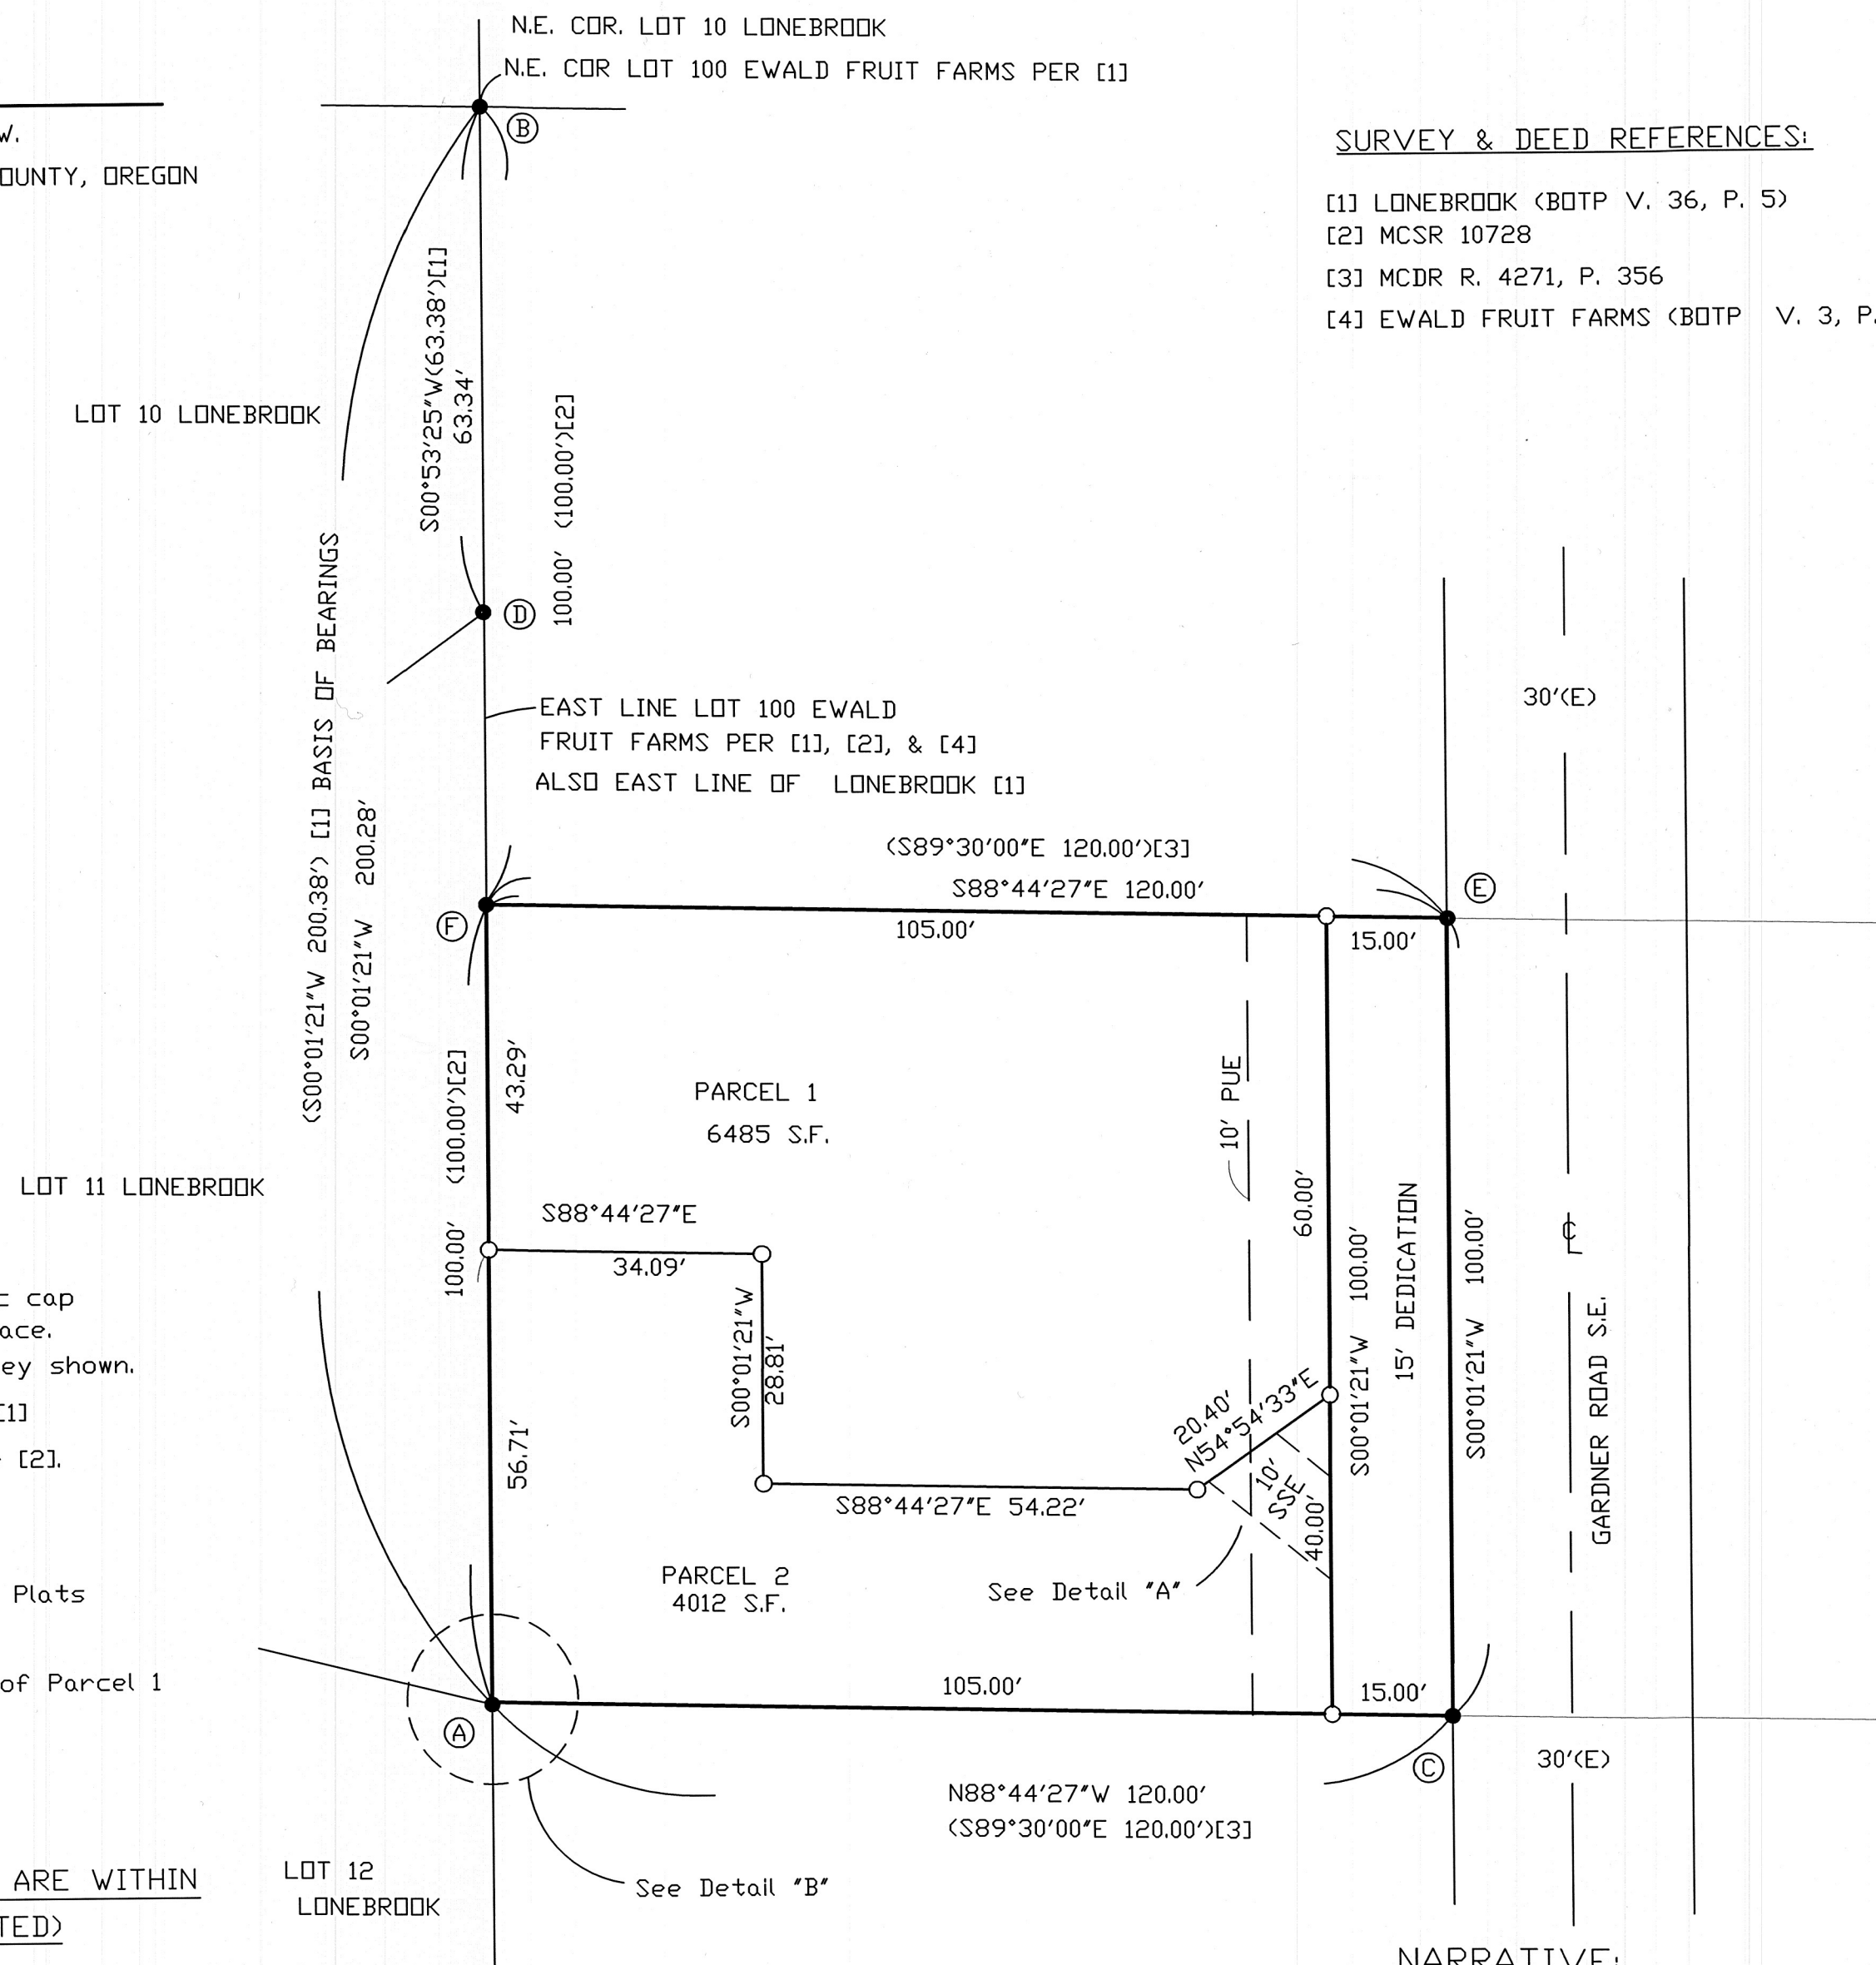 N.E. COR. LOT 10 LONEBROOK
N.E. COR LOT 100 EWALD FRUIT FARMS PER [1]
B
W.
OUNTY, OREGON
SURVEY & DEED REFERENCES:
[1] LONEBROOK (BOTP V. 36, P. 5)
[2] MCSR 10728
[3] MCDR R. 4271, P. 356
[4] EWALD FRUIT FARMS (BOTP V. 3, P.
S00°53'25"W(63.38')[1]
63.34'
100.00' (100.00')[2]
LOT 10 LONEBROOK
D
(S00°01'21"W 200.38') [1] BASIS OF BEARINGS
S00°01'21"W 200.28'
EAST LINE LOT 100 EWALD
FRUIT FARMS PER [1], [2], & [4]
ALSO EAST LINE OF LONEBROOK [1]
30'(E)
(S89°30'00"E 120.00')[3]
S88°44'27"E 120.00'
E
F
105.00'
15.00'
100.00' (100.00')[2]
43.29'
PARCEL 1
6485 S.F.
10' PUE
60.00'
S00°01'21"W 100.00'
15' DEDICATION
S00°01'21"W 100.00'
GARDNER ROAD S.E.
LOT 11 LONEBROOK
S88°44'27"E
34.09'
S00°01'21"W
28.81'
cap
ace.
ey shown.
[1]
[2].
56.71'
20.40'
N54°54'33"E
10'
SSE
40.00'
S88°44'27"E 54.22'
PARCEL 2
4012 S.F.
See Detail "A"
Plats
of Parcel 1
105.00'
15.00'
A
C
30'(E)
N88°44'27"W 120.00'
(S89°30'00"E 120.00')[3]
ARE WITHIN
TED)
LOT 12
LONEBROOK
See Detail "B"
NARRATIVE: